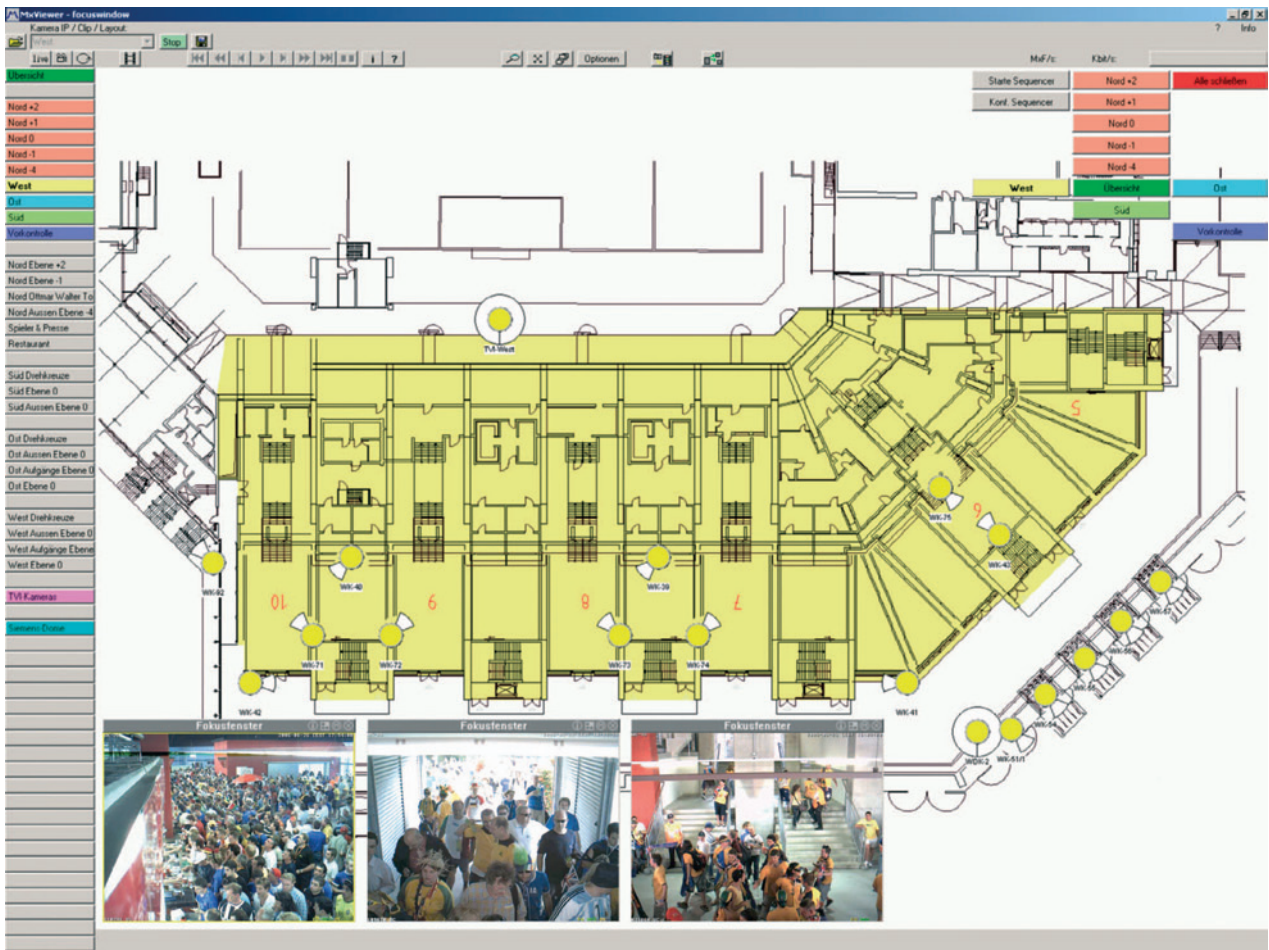 MxViewer - focuswindow
Kamera IP / Clip / Layout:
? Info
West
Stop
Live
i ?
Optionen
MxF/s: Kbit/s:
Übersicht
Nord +2
Nord +1
Nord 0
Nord -1
Nord -4
West
Ost
Süd
Vorkontrolle
Nord Ebene +2
Nord Ebene -1
Nord Ottmar Walter To
Nord Aussen Ebene -4
Spieler & Presse
Restaurant
Süd Drehkreuze
Süd Ebene 0
Süd Aussen Ebene 0
Ost Drehkreuze
Ost Aussen Ebene 0
Ost Aufgänge Ebene 0
Ost Ebene 0
West Drehkreuze
West Aussen Ebene 0
West Aufgänge Ebene
West Ebene 0
TVI-Kameras
Siemens-Dome
Starte Sequencer
Nord +2
Alle schließen
Konf. Sequencer
Nord +1
Nord 0
Nord -1
Nord -4
West
Übersicht
Ost
Süd
Vorkontrolle
TVI-West
5
6
WK-75
WK-43
WK-92
WK-48
WK-39
10
9
8
7
WK-57
WK-56
WK-55
WK-54
WK-71
WK-72
WK-73
WK-74
WK-42
WK-41
WDK-2
WK-51/1
Fokusfenster
Fokusfenster
Fokusfenster